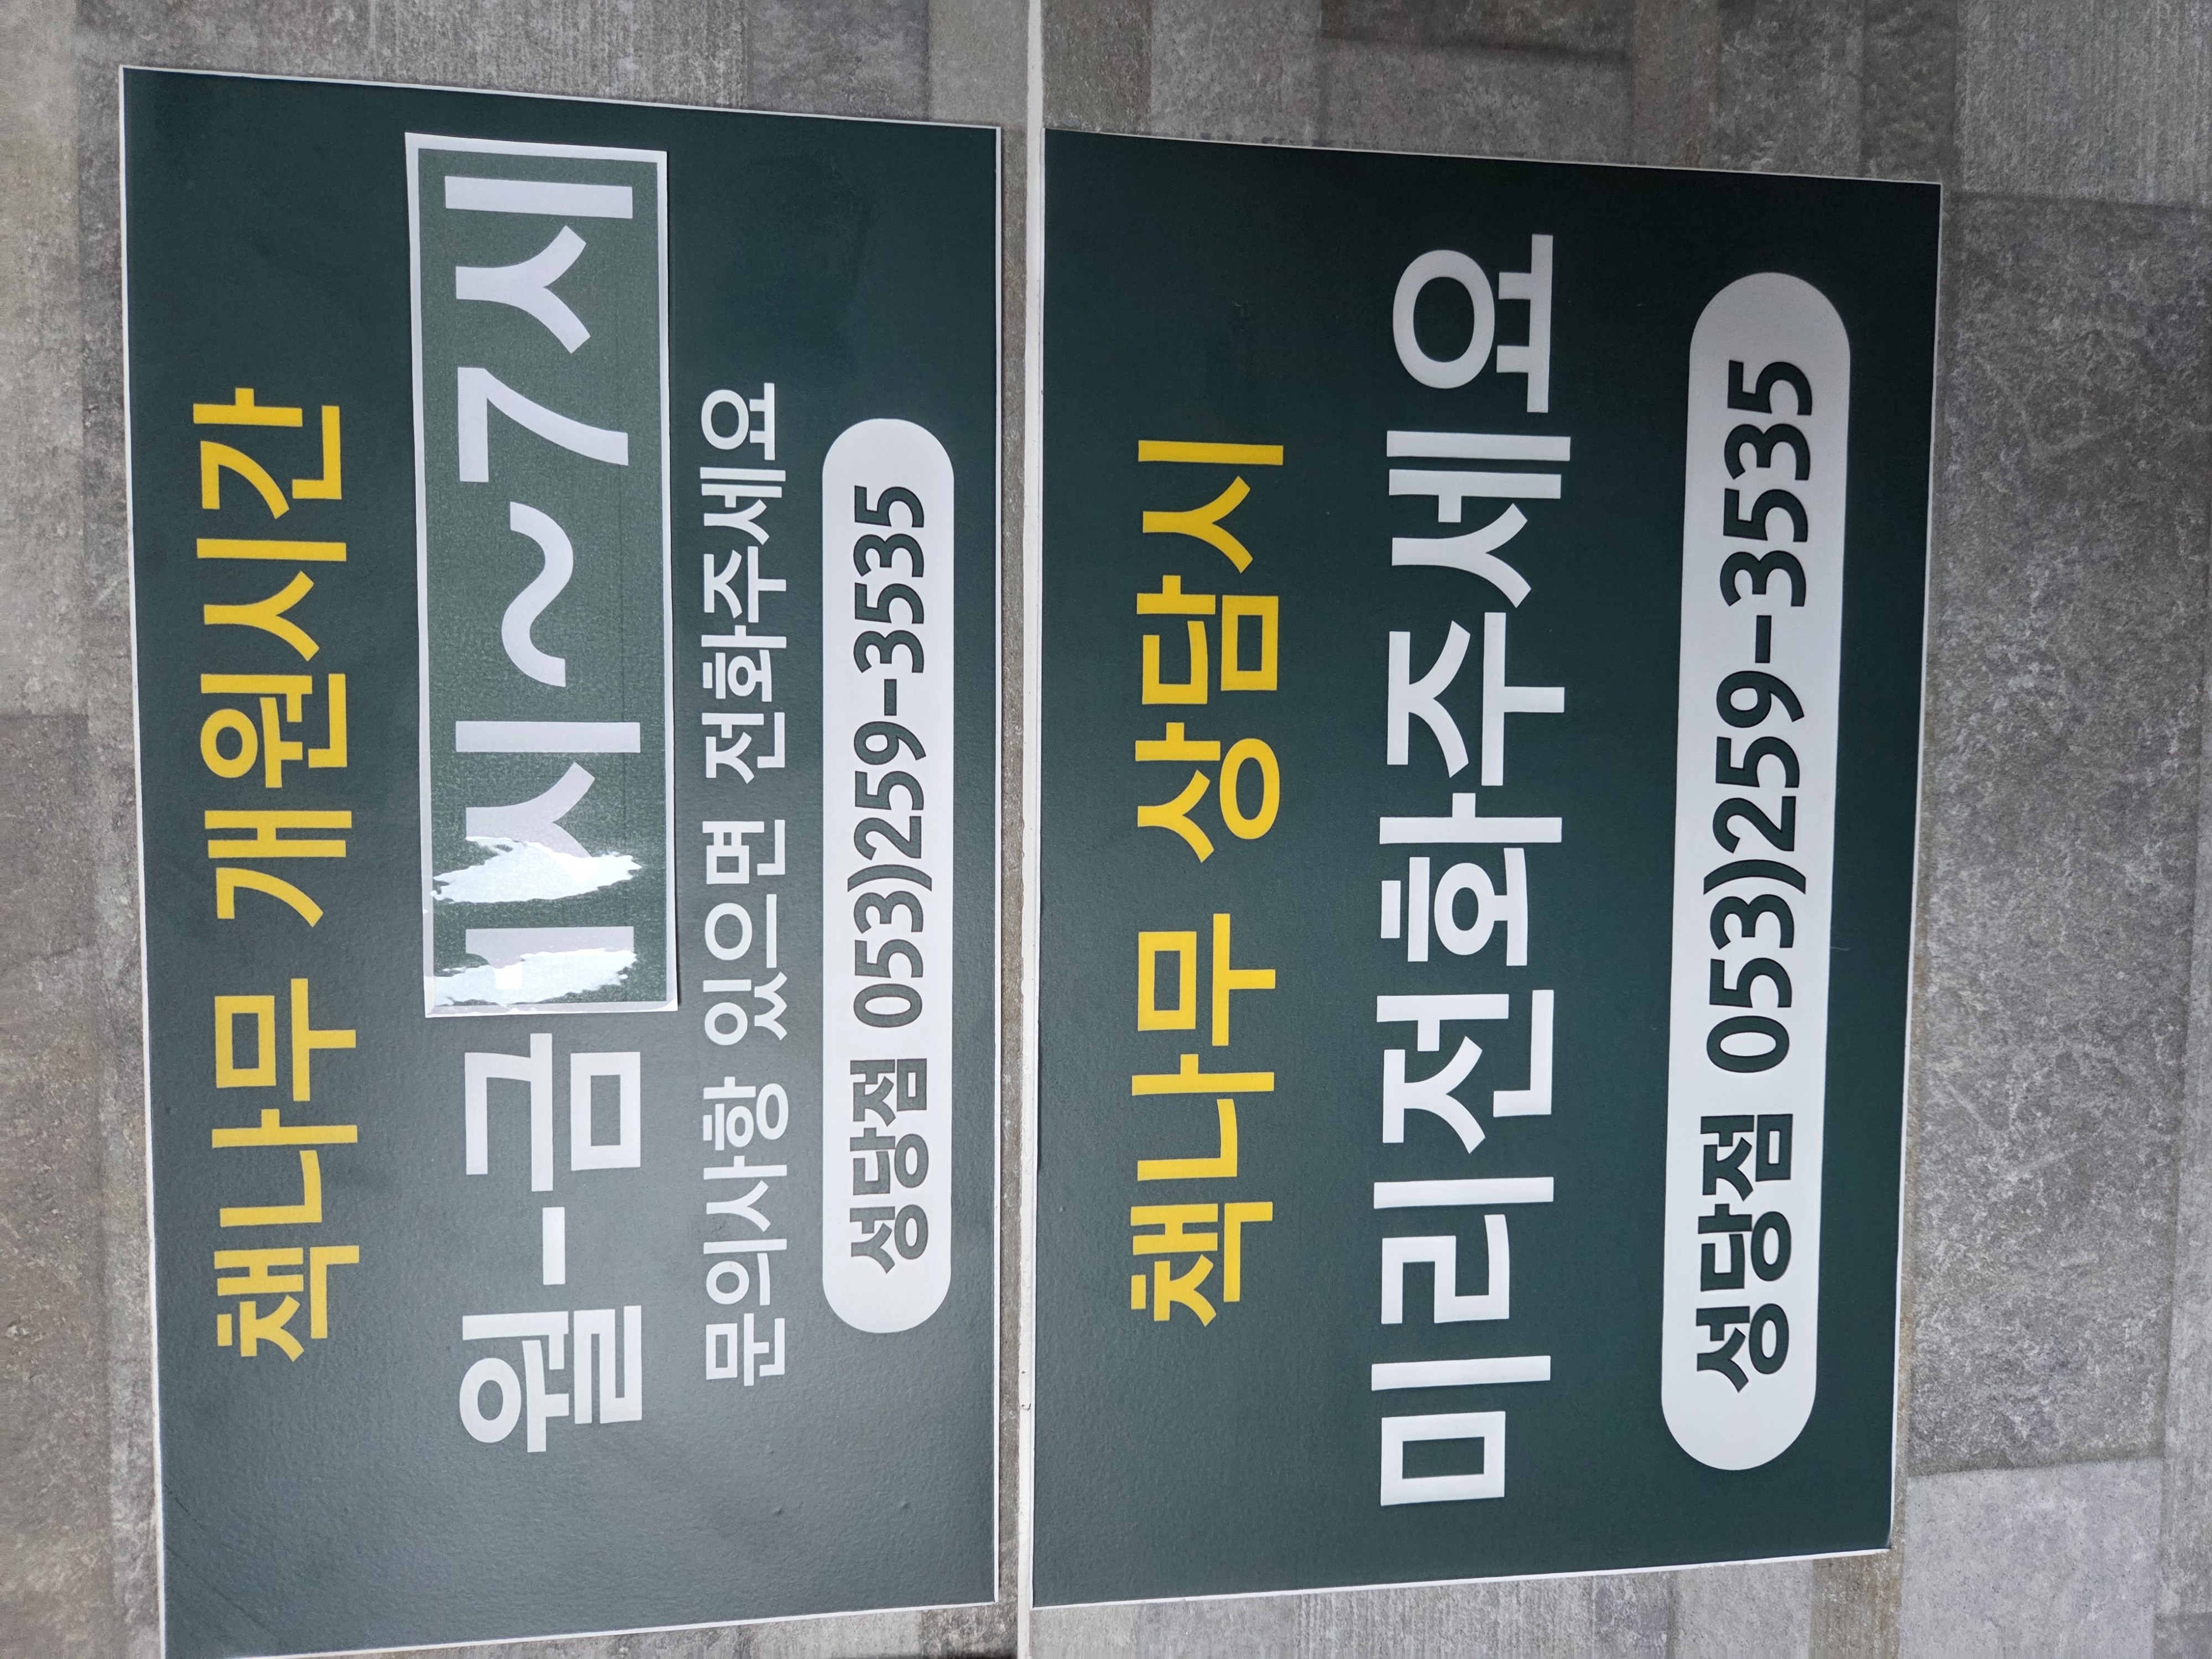 책나무 개원시간
월-금 1시~7시
문의사항 있으면 전화주세요
성당점 053)259-3535
책나무 상담시
미리전화주세요
성당점 053)259-3535